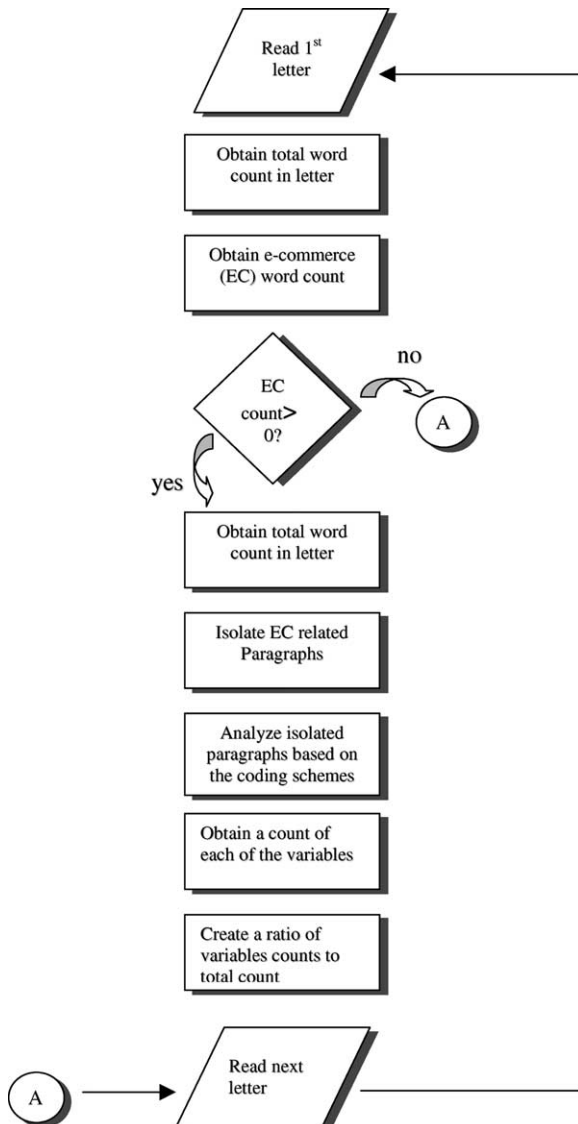 Read 1st
letter
Obtain total word
count in letter
Obtain e-commerce
(EC) word count
EC
count>
0?
no
A
yes
Obtain total word
count in letter
Isolate EC related
Paragraphs
Analyze isolated
paragraphs based on
the coding schemes
Obtain a count of
each of the variables
Create a ratio of
variables counts to
total count
A
Read next
letter